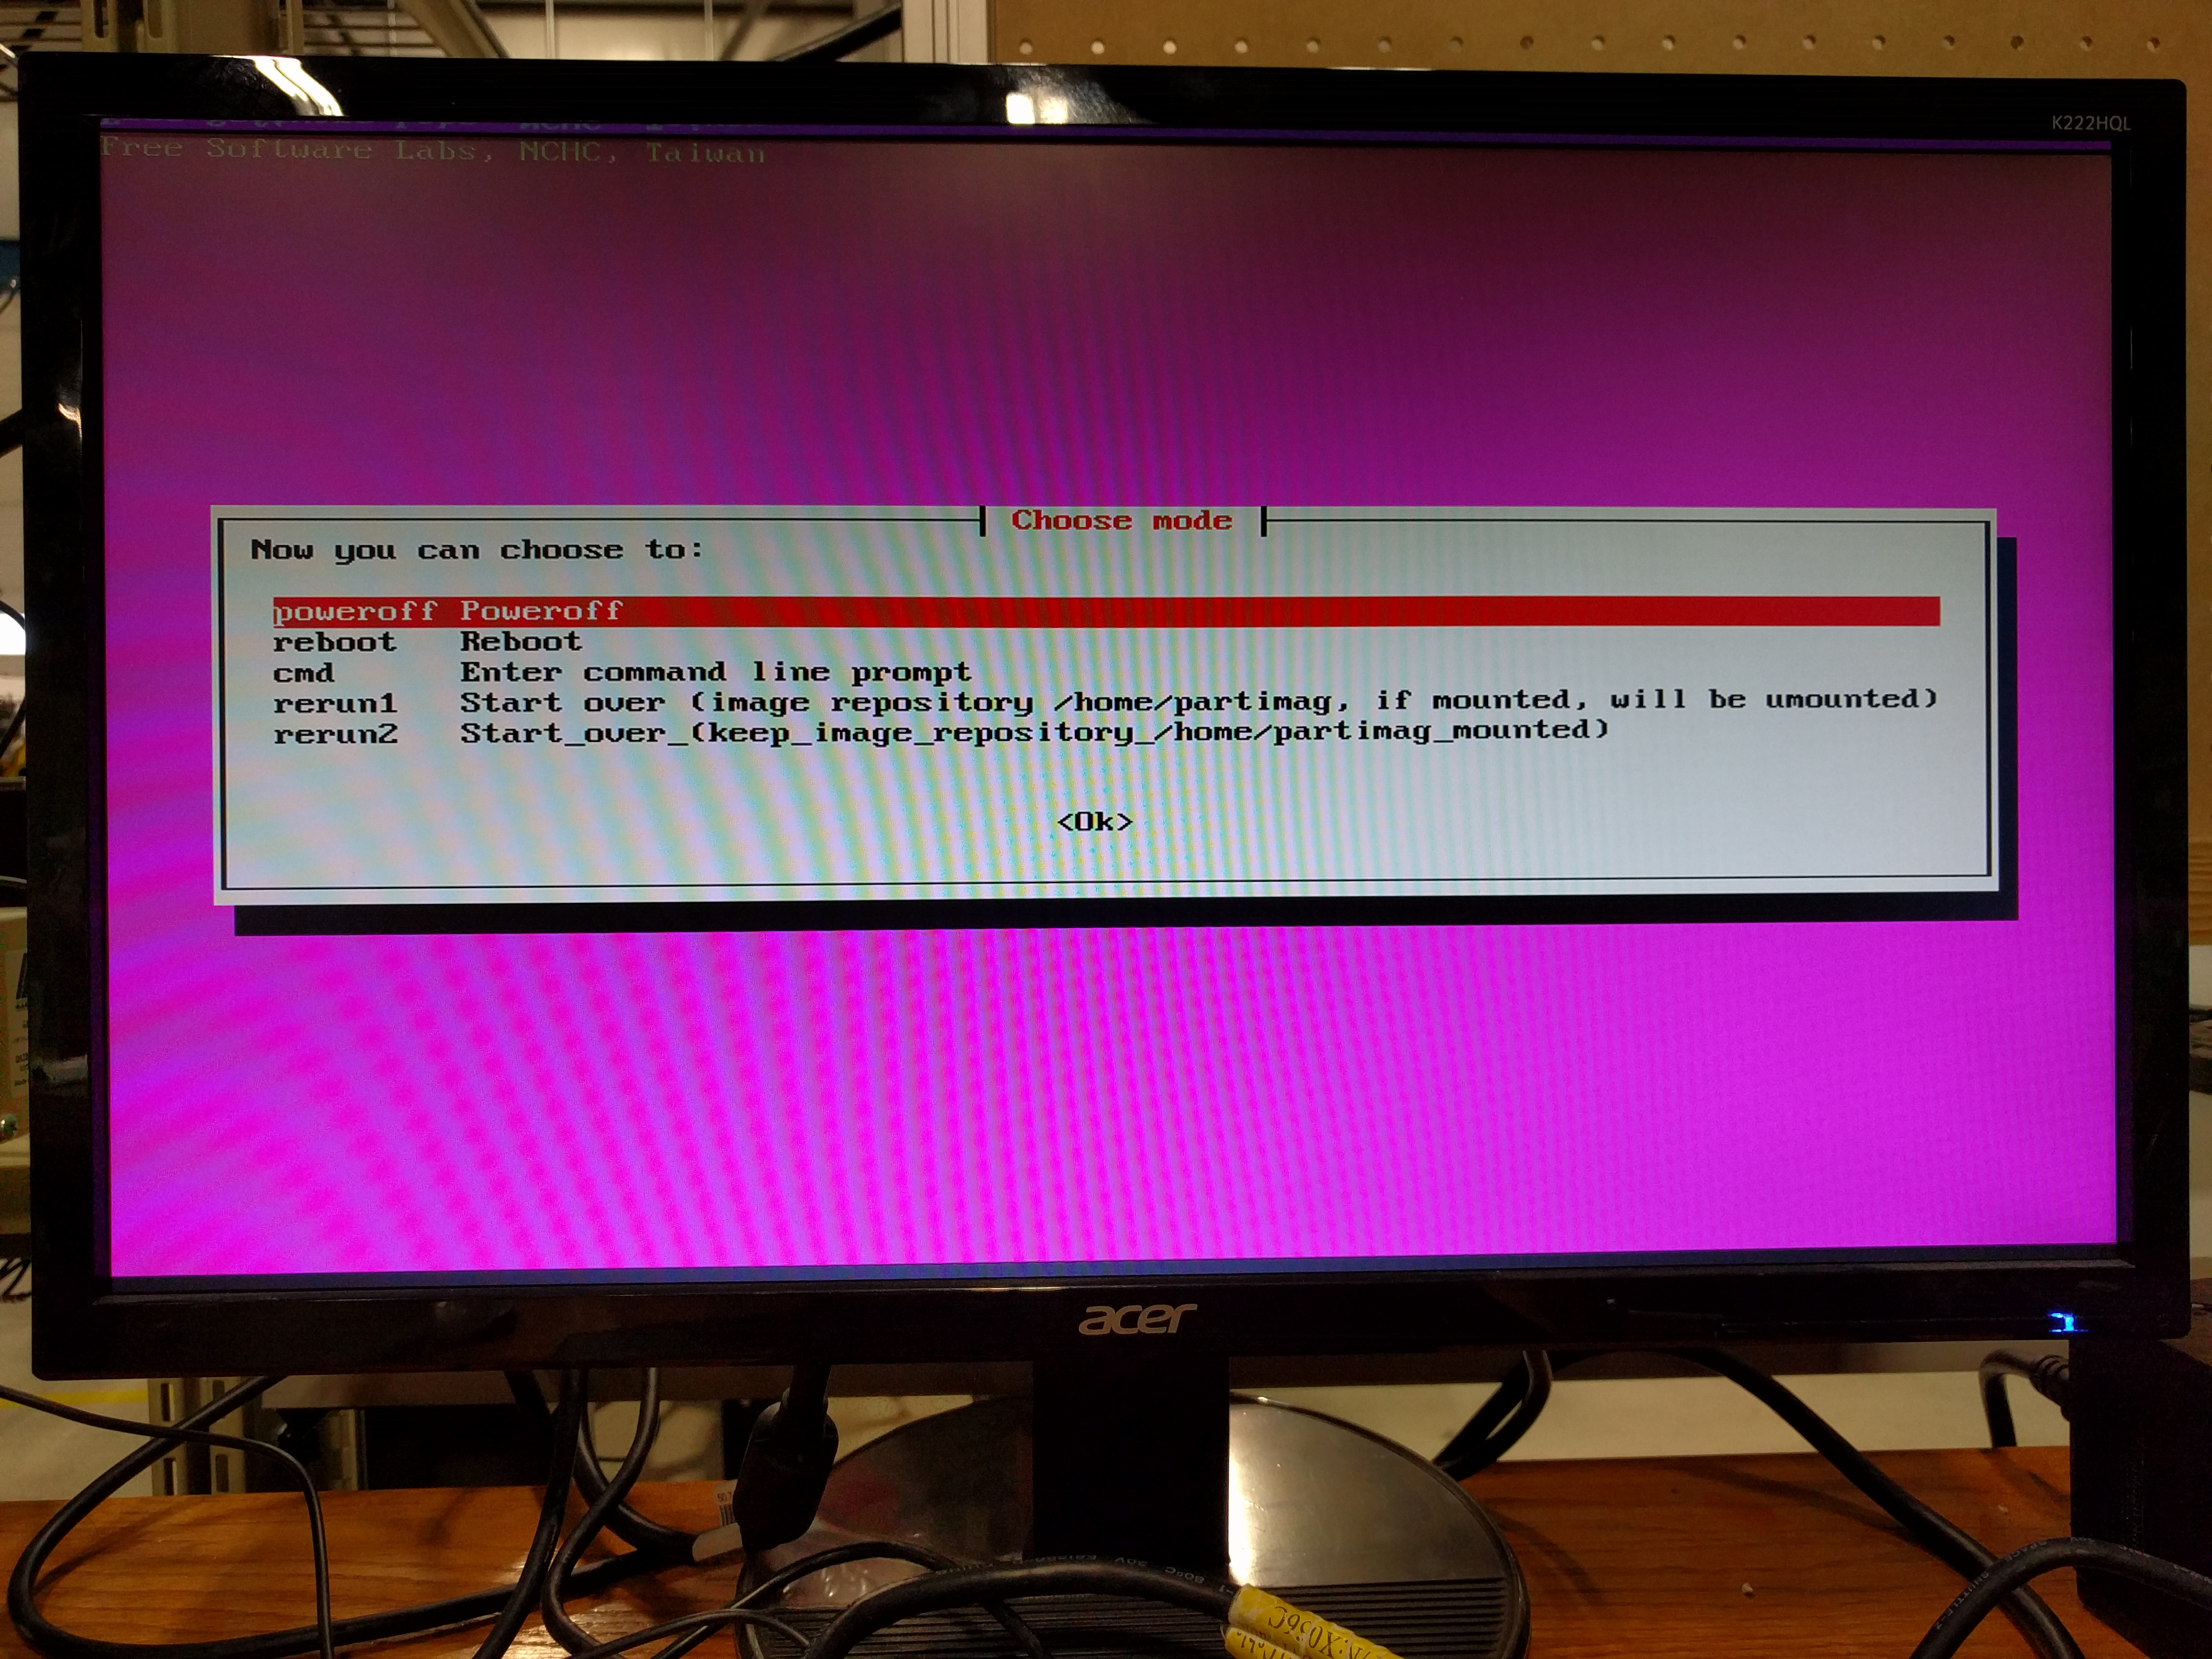 K222HQL
Free Software Labs, NCHC, Taiwan
Choose mode
Now you can choose to:
poweroff Poweroff
reboot Reboot
cmd Enter command line prompt
rerun1 Start over (image repository /home/partimag, if mounted, will be umounted)
rerun2 Start_over_(keep_image_repository_/home/partimag_mounted)
<Ok>
acer